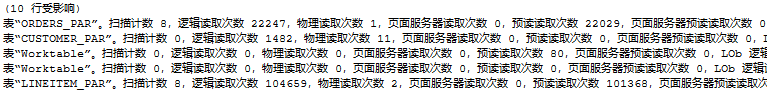 (10 行受影响)
表“ORDERS_PAR”。扫描计数 8, 逻辑读取次数 22247, 物理读取次数 1, 页面服务器读取次数 0, 预读读取次数 22029, 页面服务器预读读取次数 0
表“CUSTOMER_PAR”。扫描计数 0, 逻辑读取次数 1482, 物理读取次数 11, 页面服务器读取次数 0, 预读读取次数 0, 页面服务器预读读取次数 0,
表“Worktable”。扫描计数 0, 逻辑读取次数 0, 物理读取次数 0, 页面服务器读取次数 0, 预读读取次数 80, 页面服务器预读读取次数 0, LOb 逻辑
表“Worktable”。扫描计数 0, 逻辑读取次数 0, 物理读取次数 0, 页面服务器读取次数 0, 预读读取次数 0, 页面服务器预读读取次数 0, LOb 逻辑读
表“LINEITEM_PAR”。扫描计数 8, 逻辑读取次数 104659, 物理读取次数 2, 页面服务器读取次数 0, 预读读取次数 101368, 页面服务器预读读取次